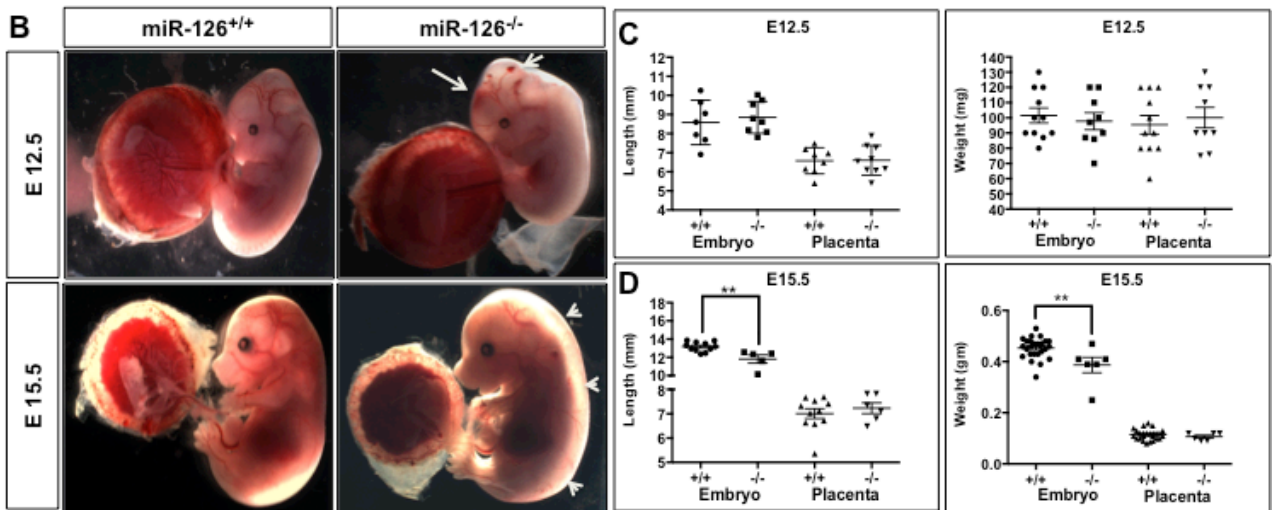 B
miR-126+/+
miR-126-/-
E 12.5
E 15.5
C
E12.5
Length (mm)
12
11
10
9
8
7
6
5
4
+/+
-/-
+/+
-/-
Embryo
Placenta
E12.5
Weight (mg)
140
130
120
110
100
90
80
70
60
50
40
+/+
-/-
+/+
-/-
Embryo
Placenta
D
E15.5
**
Length (mm)
18
16
14
12
10
8
7
6
5
+/+
-/-
+/+
-/-
Embryo
Placenta
E15.5
**
Weight (gm)
0.6
0.4
0.2
0.0
+/+
-/-
+/+
-/-
Embryo
Placenta